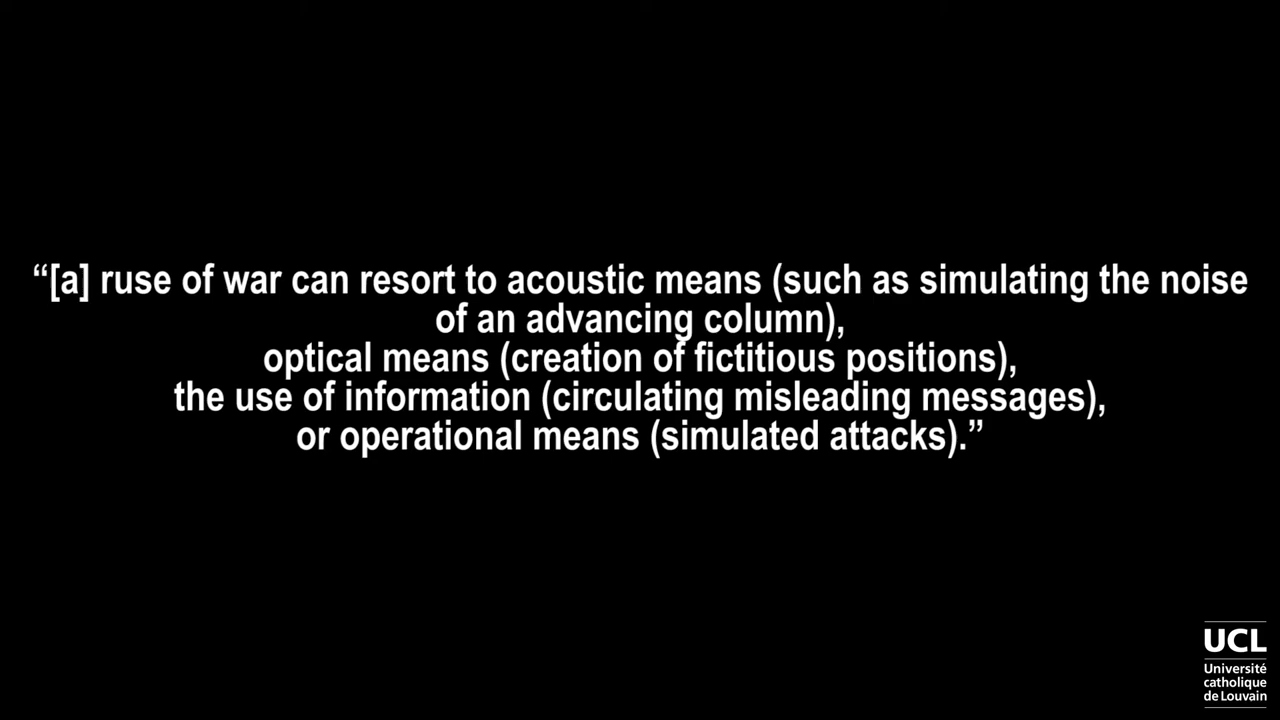 “[a] ruse of war can resort to acoustic means (such as simulating the noise
of an advancing column),
optical means (creation of fictitious positions),
the use of information (circulating misleading messages),
or operational means (simulated attacks).”
UCL
Université
catholique
de Louvain